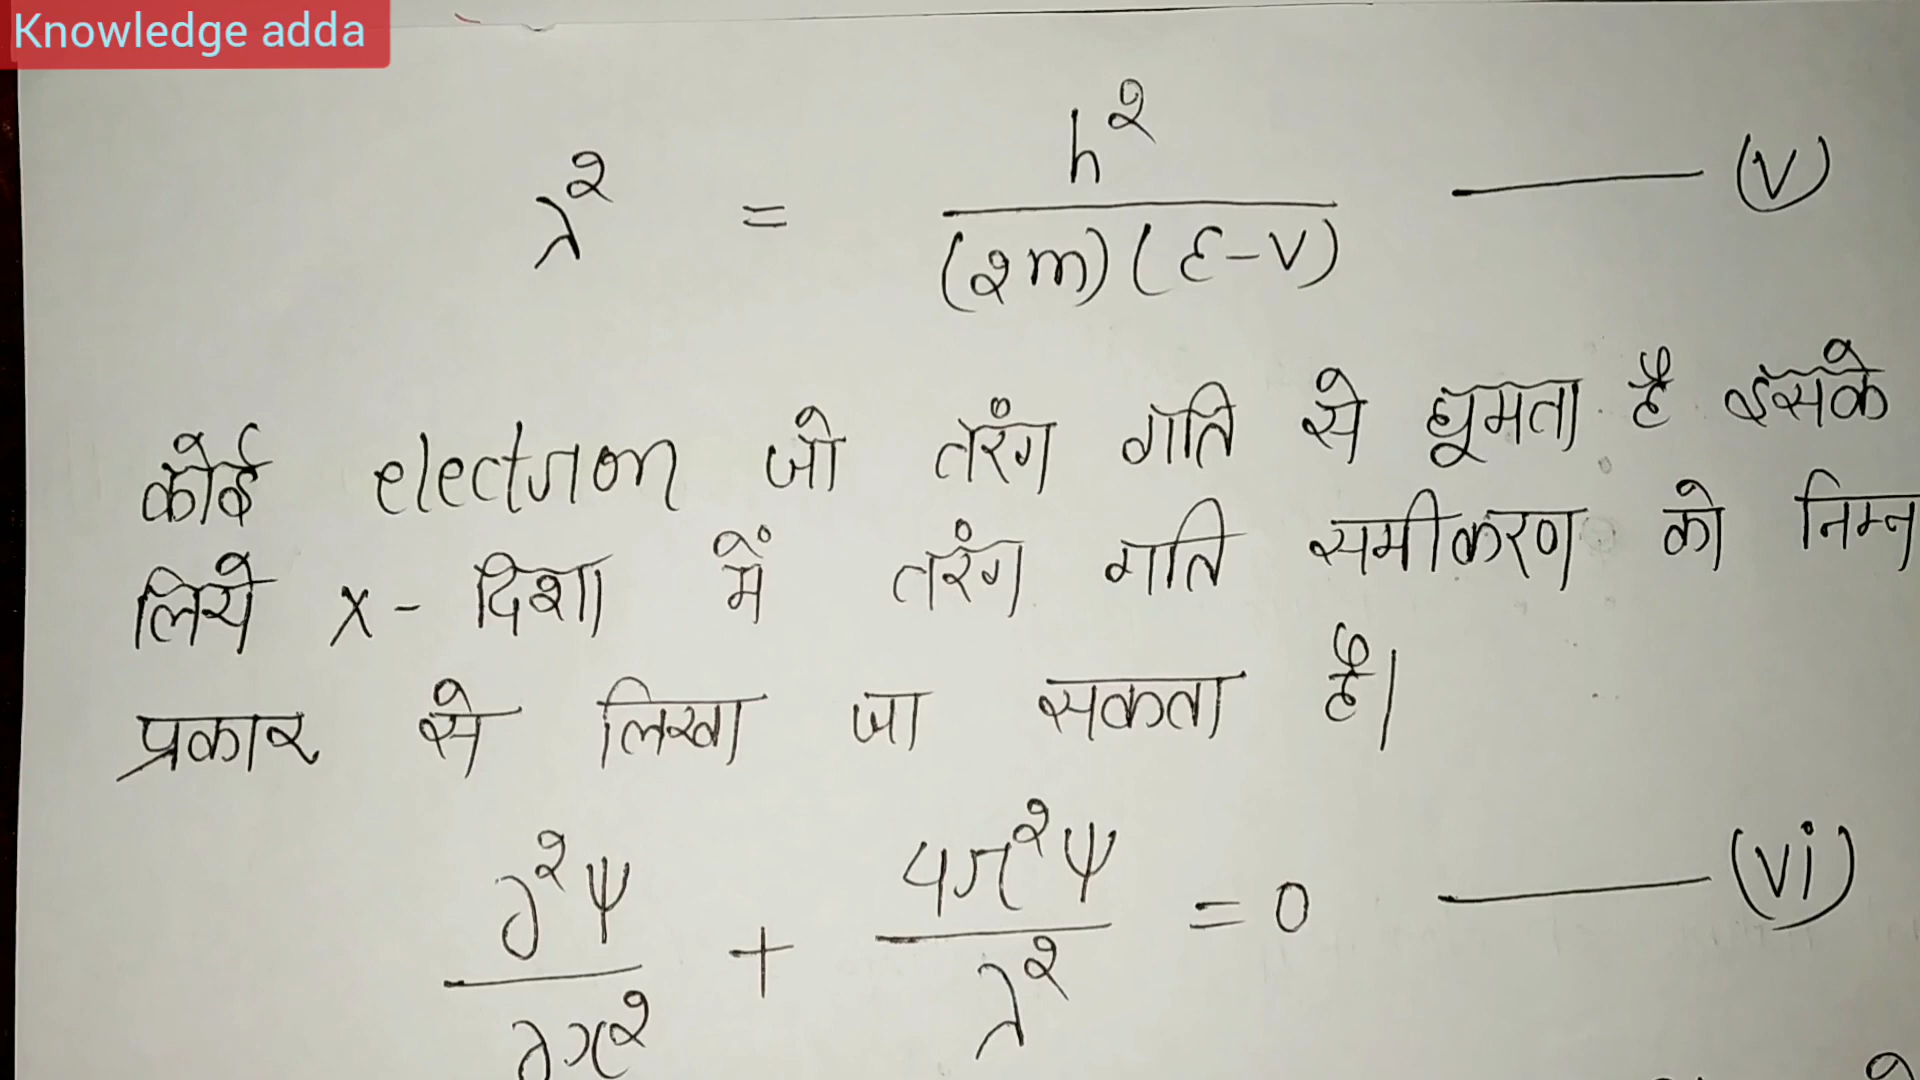 Knowledge adda
λ² = h² / (2m) (E-V) —— (V)
कोई electron जो तरंग गति से घूमता है इसके
लिये x- दिशा में तरंग गति समीकरण को निम्न
प्रकार से लिखा जा सकता है।
∂²ψ / ∂x² + 4π²ψ / λ² = 0 —— (Vi)